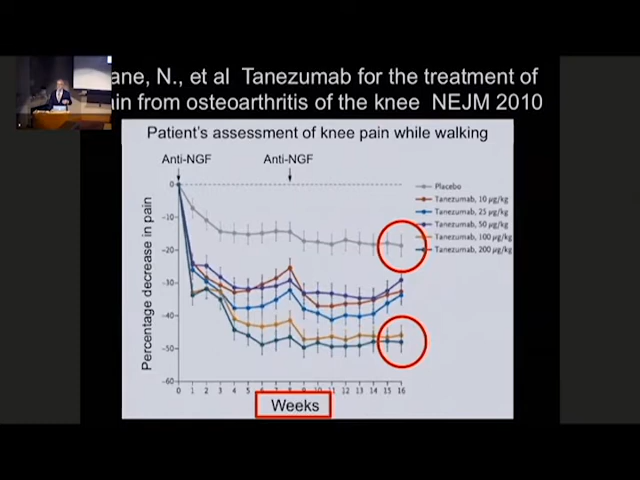 ane, N., et al Tanezumab for the treatment of
in from osteoarthritis of the knee NEJM 2010
Patient's assessment of knee pain while walking
Anti-NGF Anti-NGF
Placebo
Tanezumab, 10 µg/kg
Tanezumab, 25 µg/kg
Tanezumab, 50 µg/kg
Tanezumab, 100 µg/kg
Tanezumab, 200 µg/kg
Percentage decrease in pain
0
-10
-20
-30
-40
-50
-60
0 1 2 3 4 5 6 7 8 9 10 11 12 13 14 15 16
Weeks